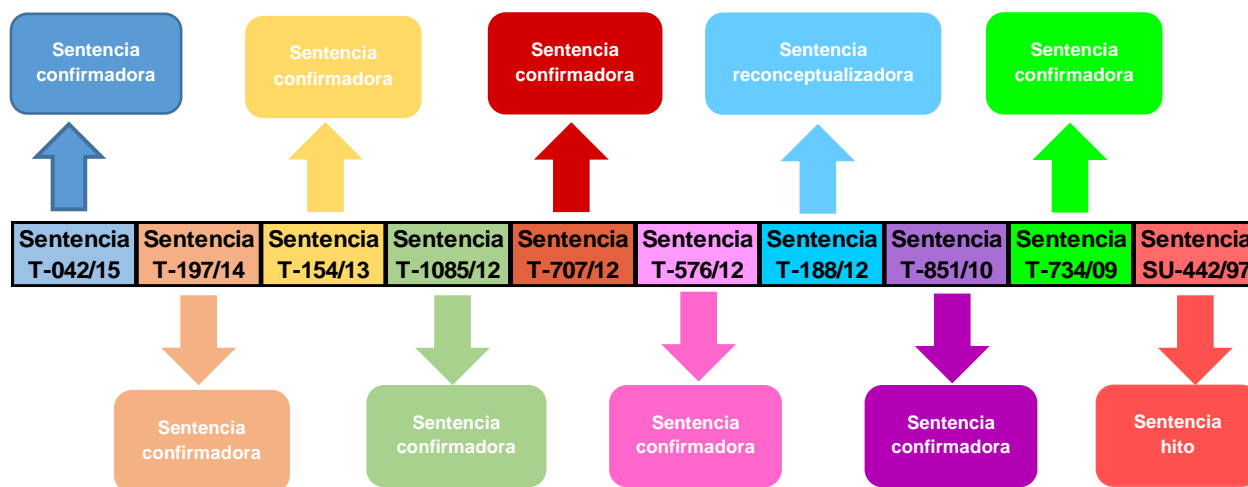 Sentencia
confirmadora
Sentencia
confirmadora
Sentencia
confirmadora
Sentencia
reconceptualizadora
Sentencia
confirmadora
Sentencia
T-042/15
Sentencia
T-197/14
Sentencia
T-154/13
Sentencia
T-1085/12
Sentencia
T-707/12
Sentencia
T-576/12
Sentencia
T-188/12
Sentencia
T-851/10
Sentencia
T-734/09
Sentencia
SU-442/97
Sentencia
confirmadora
Sentencia
confirmadora
Sentencia
confirmadora
Sentencia
confirmadora
Sentencia
hito